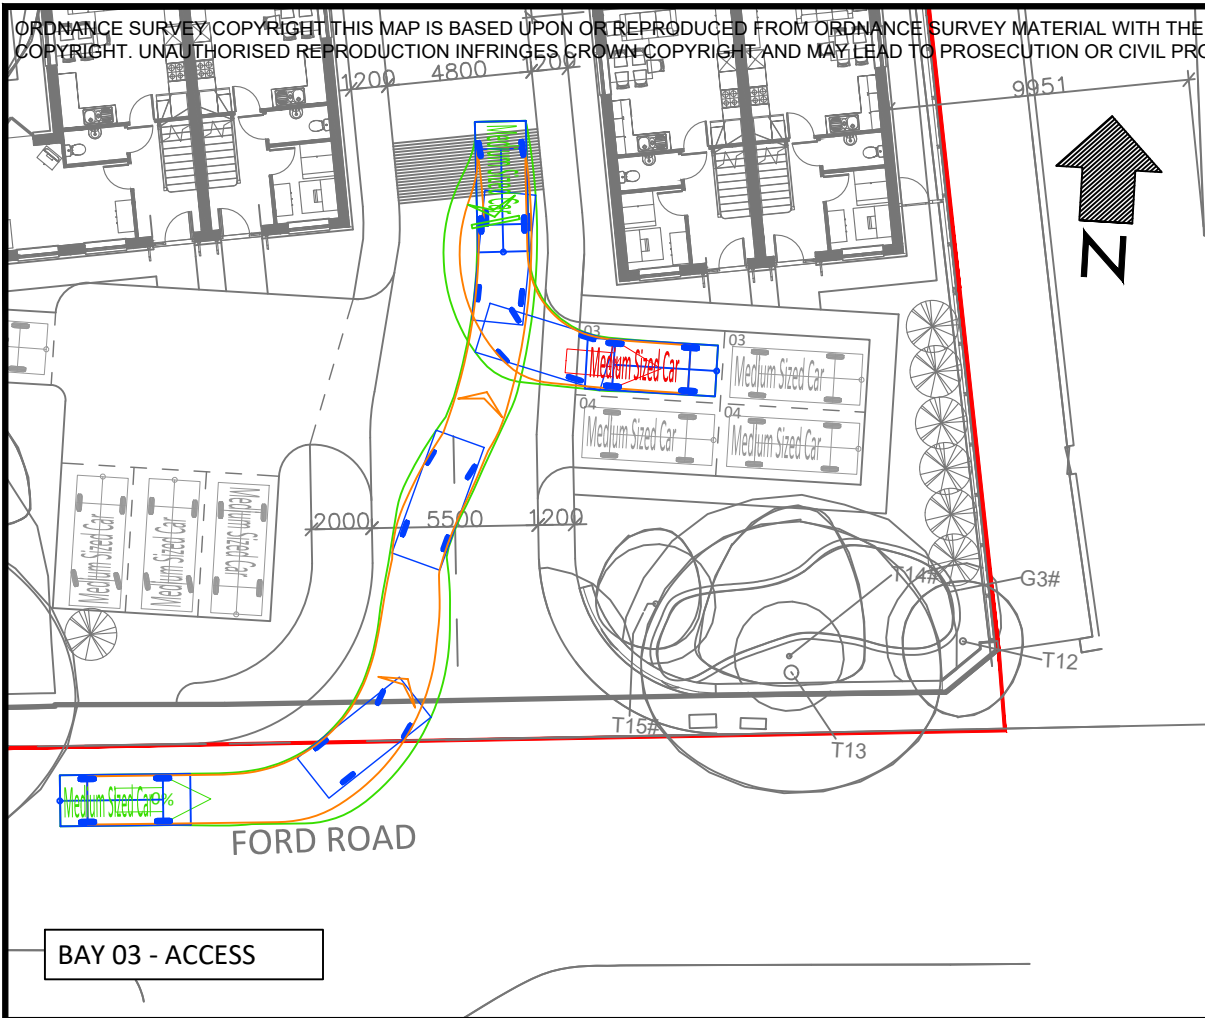 ORDNANCE SURVEY COPYRIGHT THIS MAP IS BASED UPON OR REPRODUCED FROM ORDNANCE SURVEY MATERIAL WITH THE
COPYRIGHT. UNAUTHORISED REPRODUCTION INFRINGES CROWN COPYRIGHT AND MAY LEAD TO PROSECUTION OR CIVIL PRO
1200 4800 1200
9951
N
Medium Sized Car
03
Medium Sized Car
03
Medium Sized Car
04
Medium Sized Car
04
Medium Sized Car
Medium Sized Car
Medium Sized Car
Medium Sized Car
2000 5500 1200
T14#
G3#
T12
T15#
T13
Medium Sized Car
FORD ROAD
BAY 03 - ACCESS